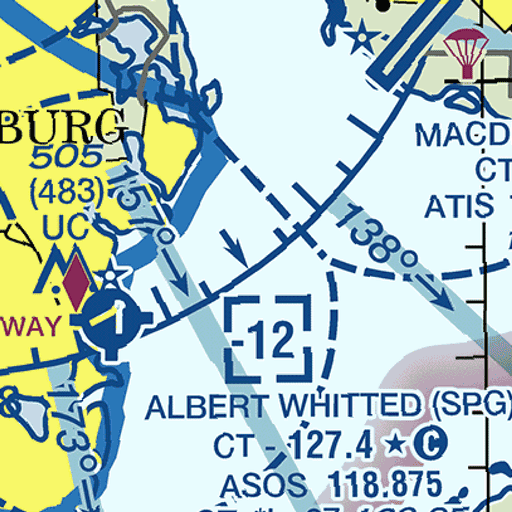 BURG
505
(483)
UC
157°
MACD
CT
ATIS
138°
WAY
-12
173°
ALBERT WHITTED (SPG)
CT - 127.4 ★ C
ASOS 118.875